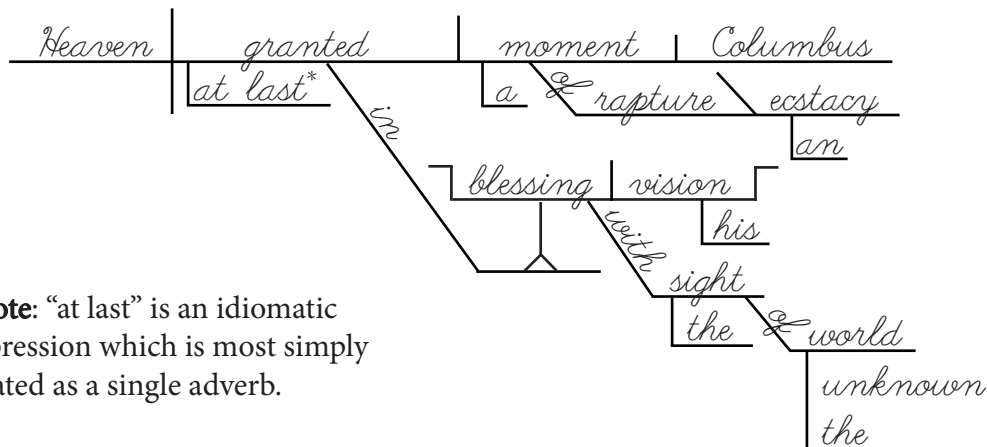 Heaven granted moment Columbus
at last* a of rapture ecstacy
in an
blessing vision
with his
sight
ote: “at last” is an idiomatic
the of world
pression which is most simply
ated as a single adverb.
unknown
the